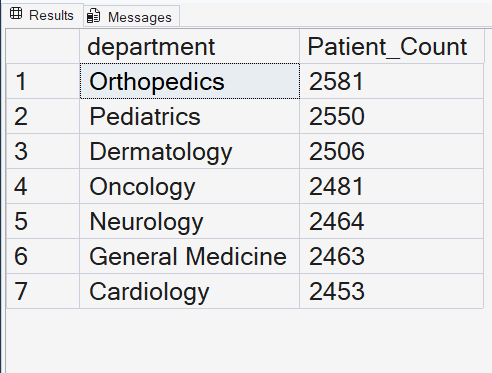 Results Messages
department Patient_Count
1 Orthopedics 2581
2 Pediatrics 2550
3 Dermatology 2506
4 Oncology 2481
5 Neurology 2464
6 General Medicine 2463
7 Cardiology 2453